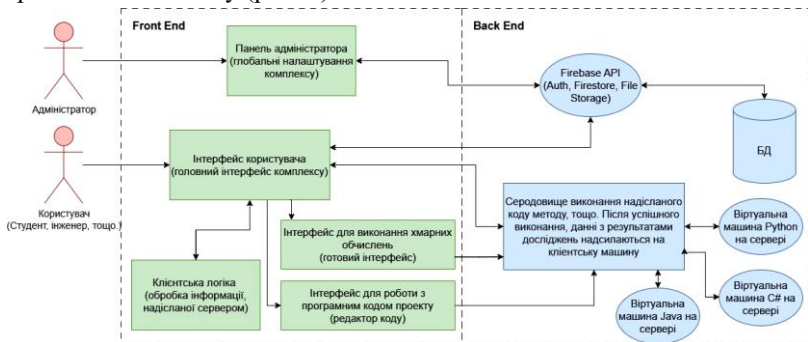 Front End
Back End
Панель адміністратора
(глобальні налаштування
комплексу)
Адміністратор
Firebase API
(Auth, Firestore, File
Storage)
БД
Інтерфейс користувача
(головний інтерфейс комплексу)
Користувач
(Студент, інженер, тощо.)
Інтерфейс для виконання хмарних
обчислень
(готовий інтерфейс)
Клієнтська логіка
(обробка інформації,
надісланої сервером)
Інтерфейс для роботи з
програмним кодом проекту
(редактор коду)
Серодовище виконання надісланого
коду методу, тощо. Після успішного
виконання, данні з результатами
досліджень надсилаються на
клієнтську машину
Віртуальна
машина Python
на сервері
Віртуальна
машина C# на
сервері
Віртуальна
машина Java на
сервері